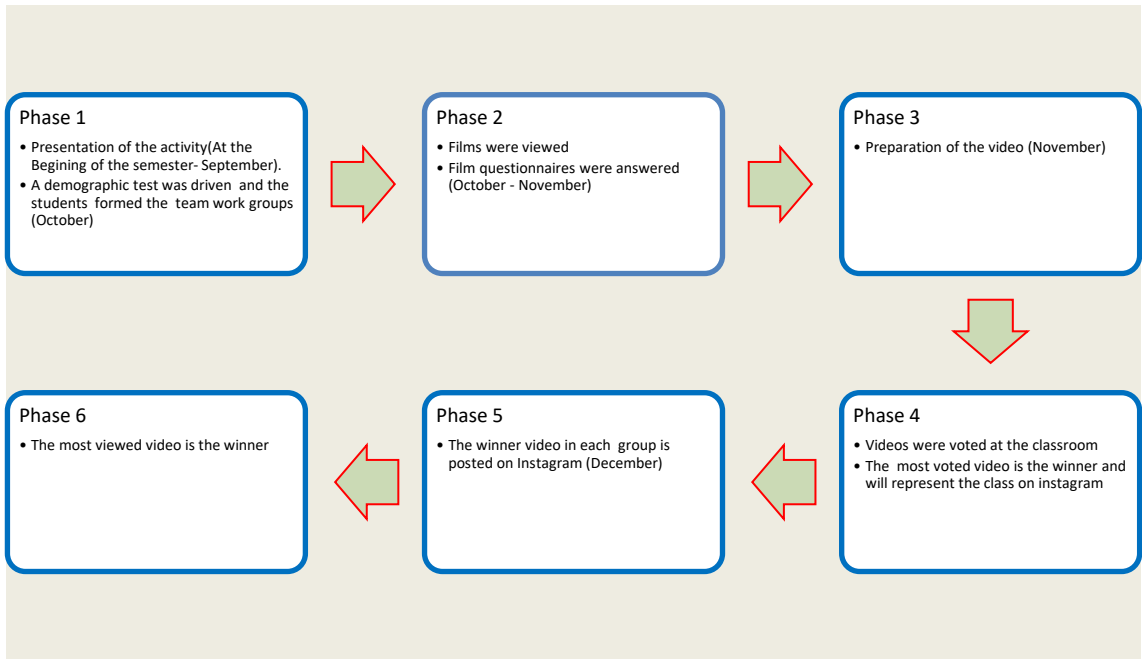 Phase 1
• Presentation of the activity(At the
Begining of the semester- September).
• A demographic test was driven and the
students formed the team work groups
(October)
Phase 2
• Films were viewed
• Film questionnaires were answered
(October - November)
Phase 3
• Preparation of the video (November)
Phase 4
• Videos were voted at the classroom
• The most voted video is the winner and
will represent the class on instagram
Phase 5
• The winner video in each group is
posted on Instagram (December)
Phase 6
• The most viewed video is the winner